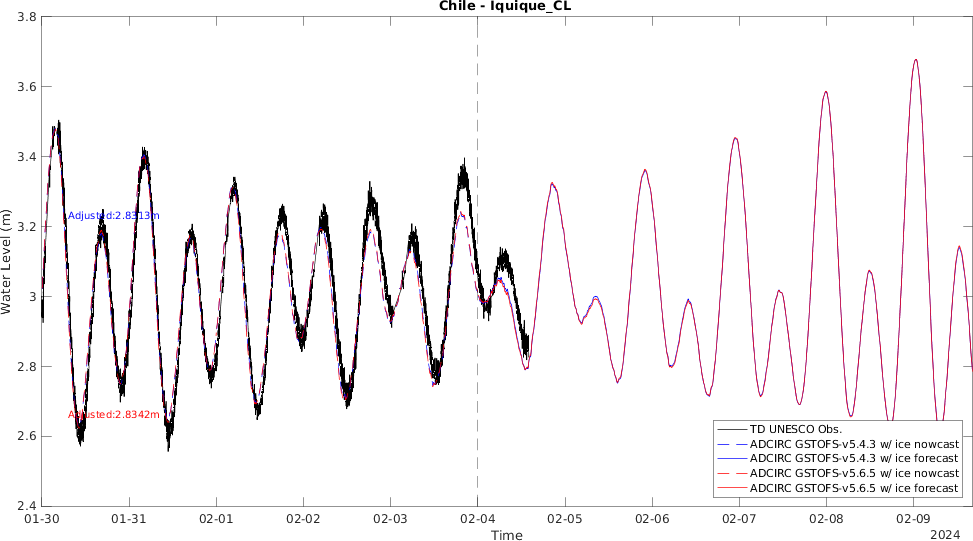 Chile - Iquique_CL
3.8
3.6
3.4
3.2
3
2.8
2.6
2.4
Water Level (m)
Adjusted:2.8313m
Adjusted:2.8342m
TD UNESCO Obs.
ADCIRC GSTOFS-v5.4.3 w/ ice nowcast
ADCIRC GSTOFS-v5.4.3 w/ ice forecast
ADCIRC GSTOFS-v5.6.5 w/ ice nowcast
ADCIRC GSTOFS-v5.6.5 w/ ice forecast
01-30 01-31 02-01 02-02 02-03 02-04 02-05 02-06 02-07 02-08 02-09
Time
2024